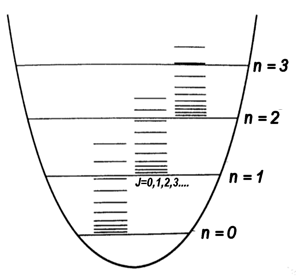 n = 3
n = 2
n = 1
J=0,1,2,3....
n = 0